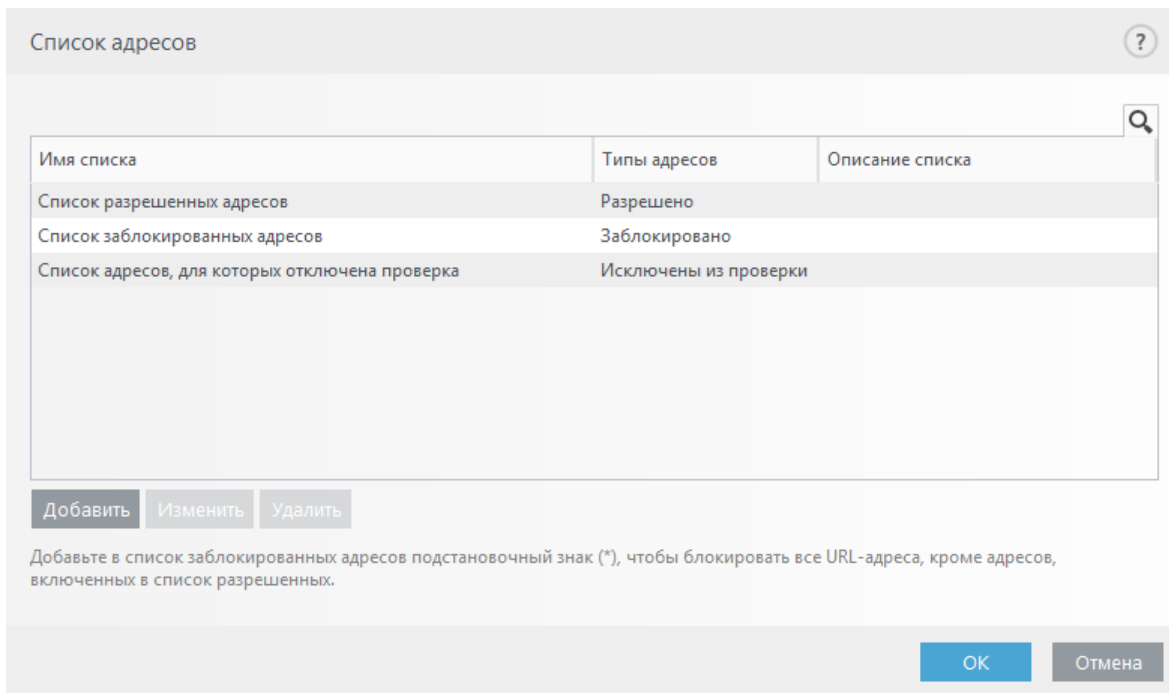 Список адресов
?
Имя списка Типы адресов Описание списка
Список разрешенных адресов Разрешено
Список заблокированных адресов Заблокировано
Список адресов, для которых отключена проверка Исключены из проверки
Добавить Изменить Удалить
Добавьте в список заблокированных адресов подстановочный знак (*), чтобы блокировать все URL-адреса, кроме адресов,
включенных в список разрешенных.
OK Отмена